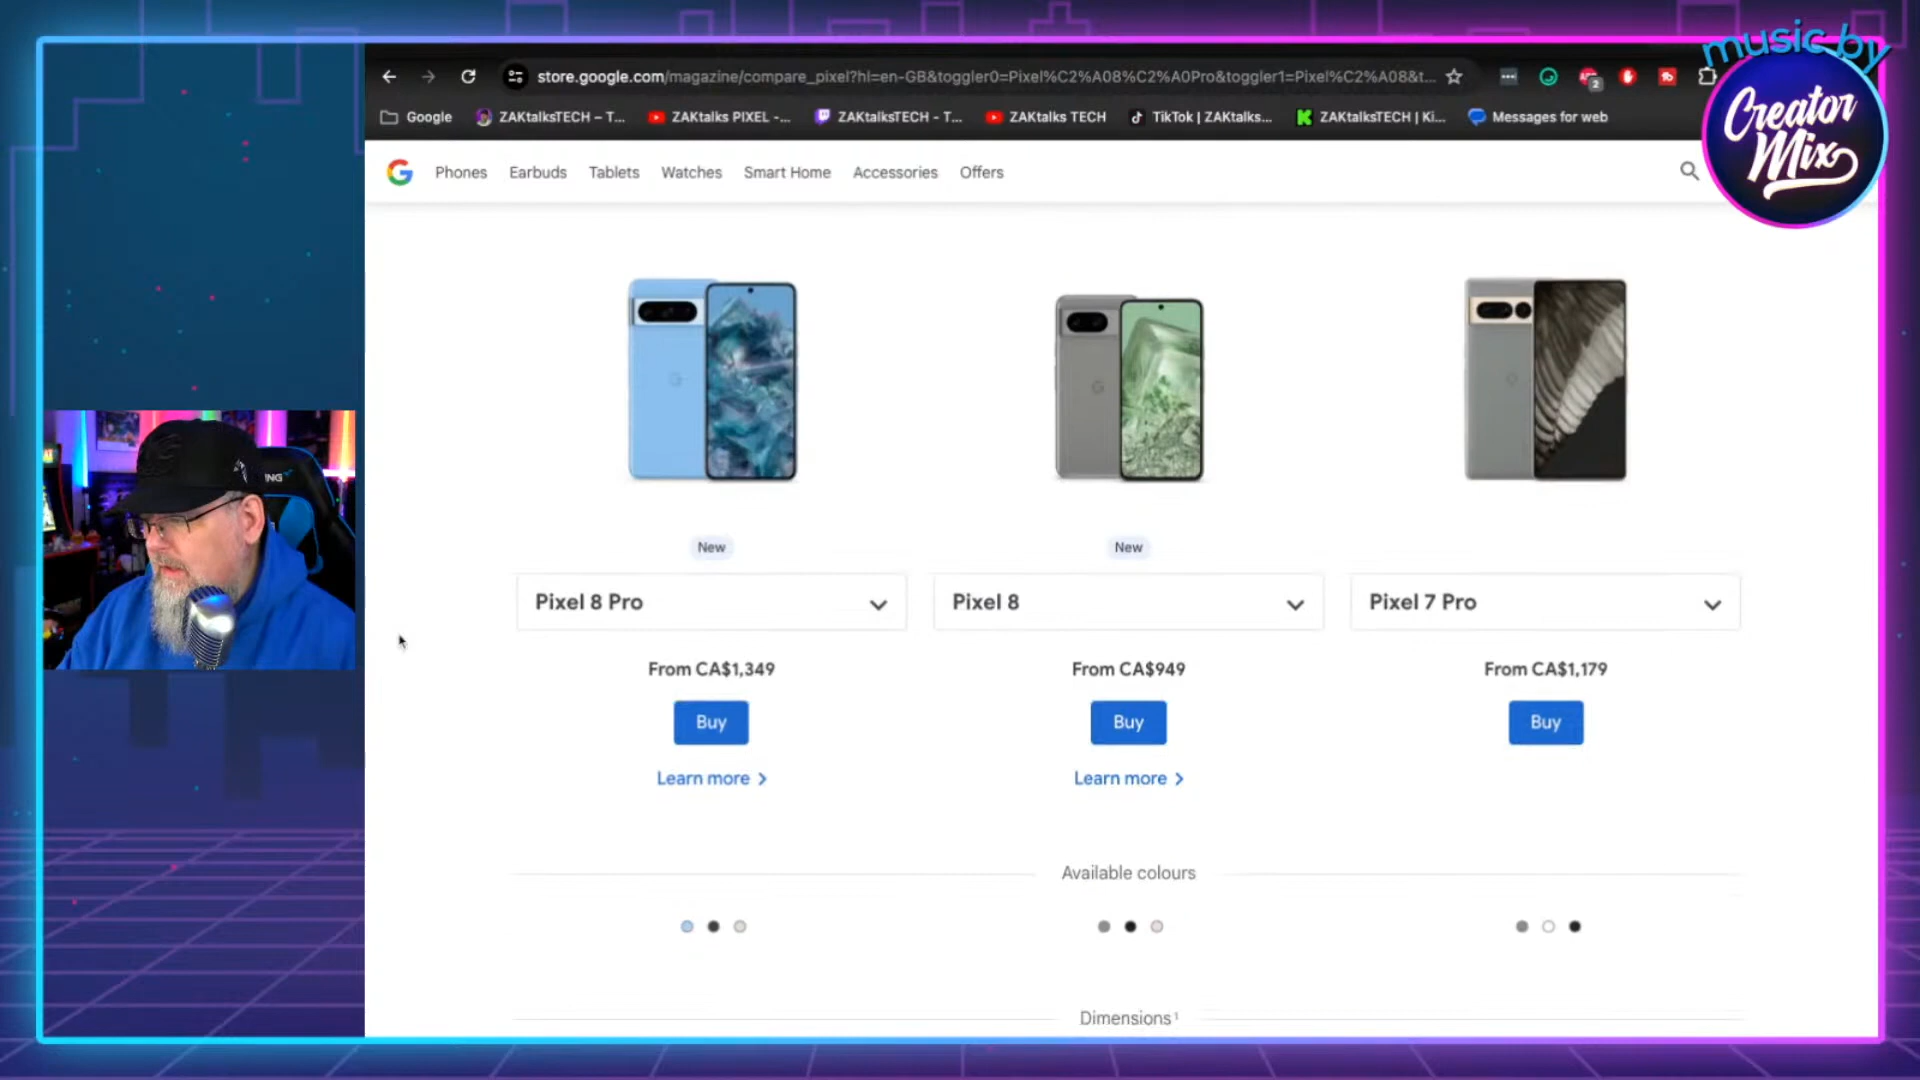 music by
Creator
Mix
store.google.com/magazine/compare_pixel?hl=en-GB&toggler0=Pixel%C2%A08%C2%A0Pro&toggler1=Pixel%C2%A08&t...
2
Google
ZAKtalksTECH – T...
ZAKtalks PIXEL -...
ZAKtalksTECH - T...
ZAKtalks TECH
TikTok | ZAKtalks...
ZAKtalksTECH | Ki...
Messages for web
Phones Earbuds Tablets Watches Smart Home Accessories Offers
New
New
Pixel 8 Pro
Pixel 8
Pixel 7 Pro
From CA$1,349
From CA$949
From CA$1,179
Buy
Buy
Buy
Learn more
Learn more
Available colours
Dimensions¹